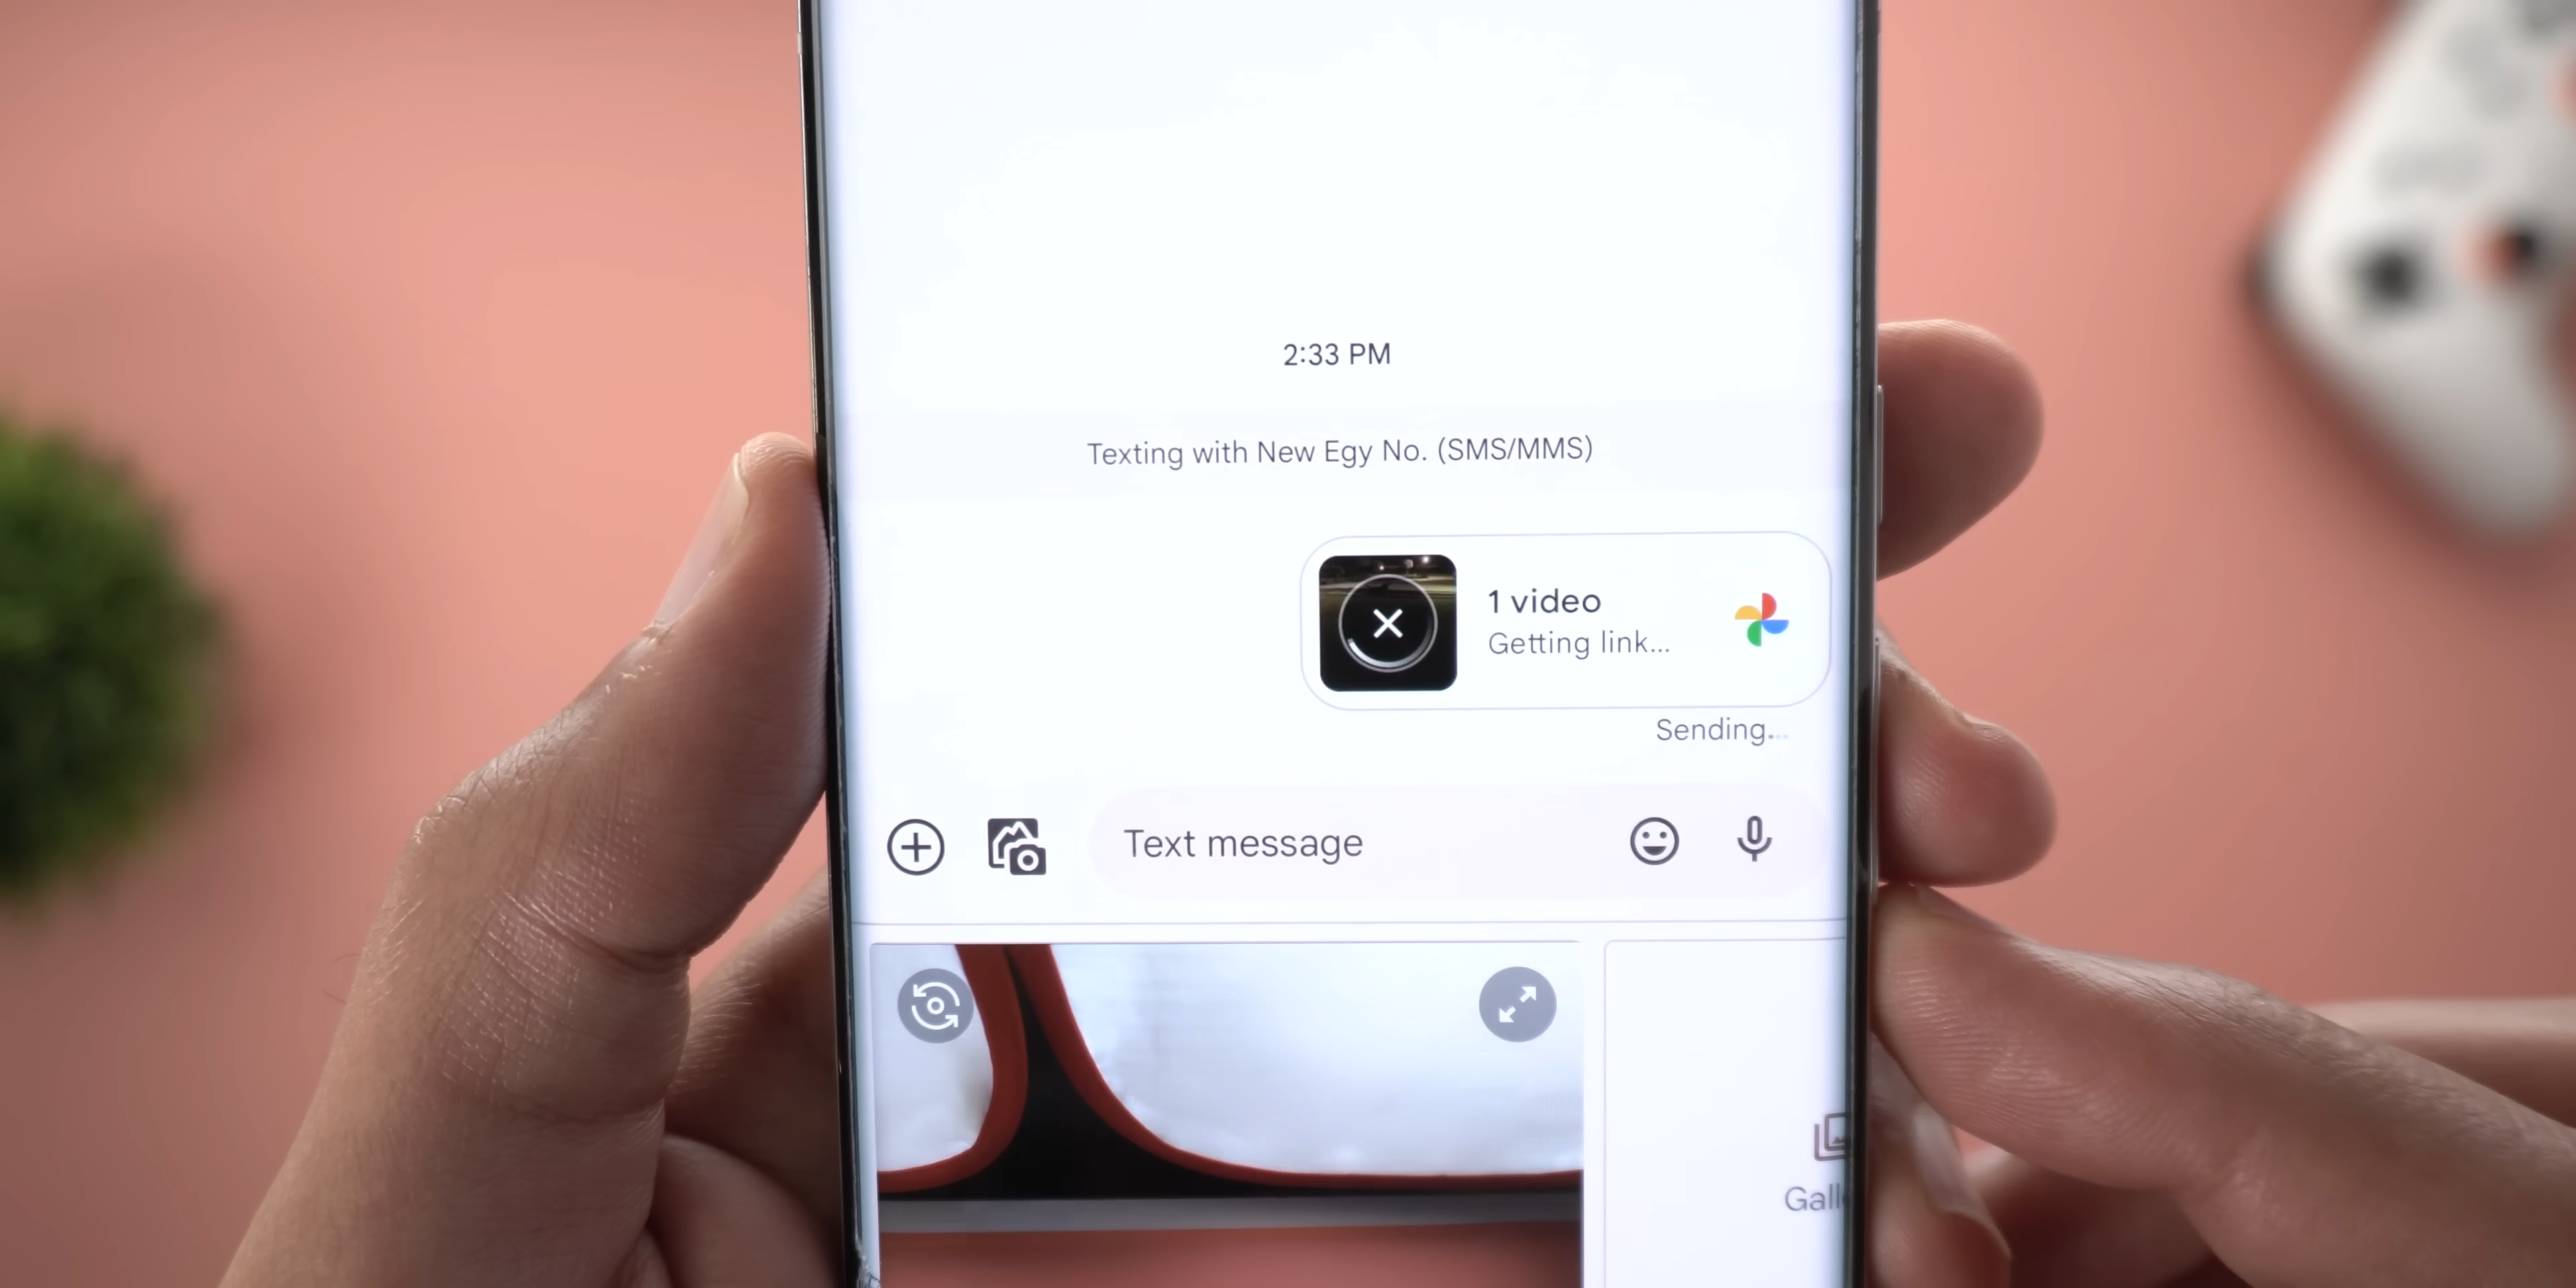 2:33 PM
Texting with New Egy No. (SMS/MMS)
1 video
Getting link...
Sending...
Text message